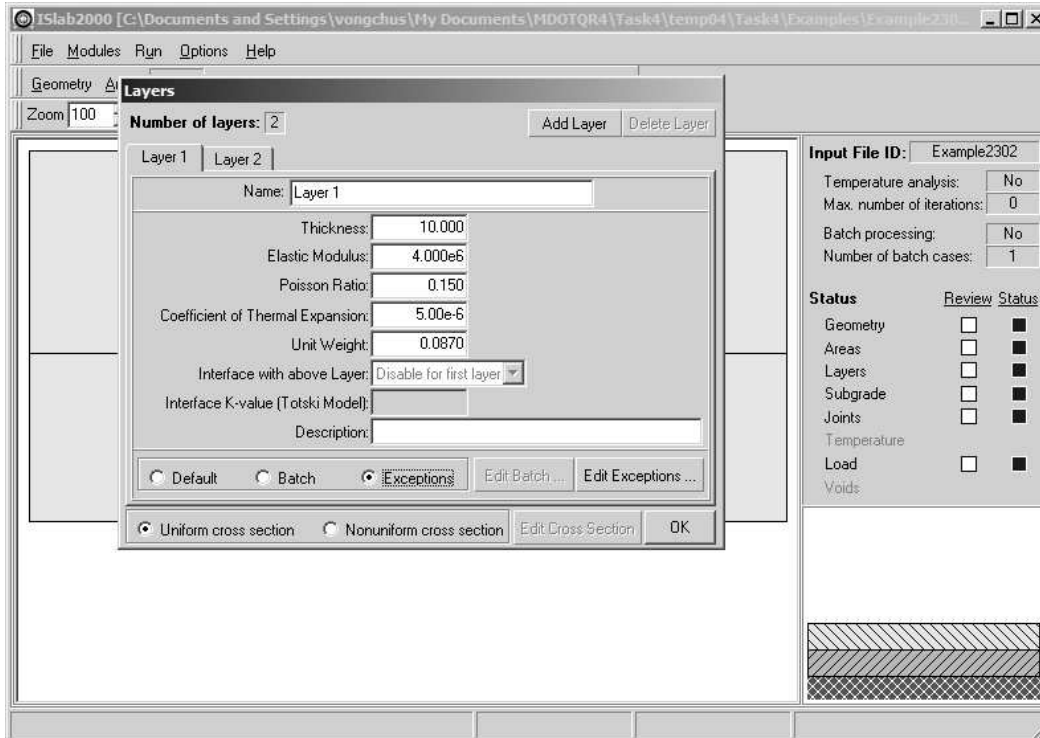 ISlab2000 [C:\Documents and Settings\vongchus\My Documents\MDOTQR4\Task4\temp04\Task4\Examples\Example230...
File Modules Run Options Help
Geometry
Zoom 100
Layers
Number of layers: 2
Add Layer Delete Layer
Layer 1 Layer 2
Name: Layer 1
Thickness: 10.000
Elastic Modulus: 4.000e6
Poisson Ratio: 0.150
Coefficient of Thermal Expansion: 5.00e-6
Unit Weight: 0.0870
Interface with above Layer: Disable for first layer
Interface K-value (Totski Model):
Description:
Default Batch Exceptions Edit Batch ... Edit Exceptions ...
Uniform cross section Nonuniform cross section Edit Cross Section OK
Input File ID: Example2302
Temperature analysis: No
Max. number of iterations: 0
Batch processing: No
Number of batch cases: 1
Status Review Status
Geometry
Areas
Layers
Subgrade
Joints
Temperature
Load
Voids